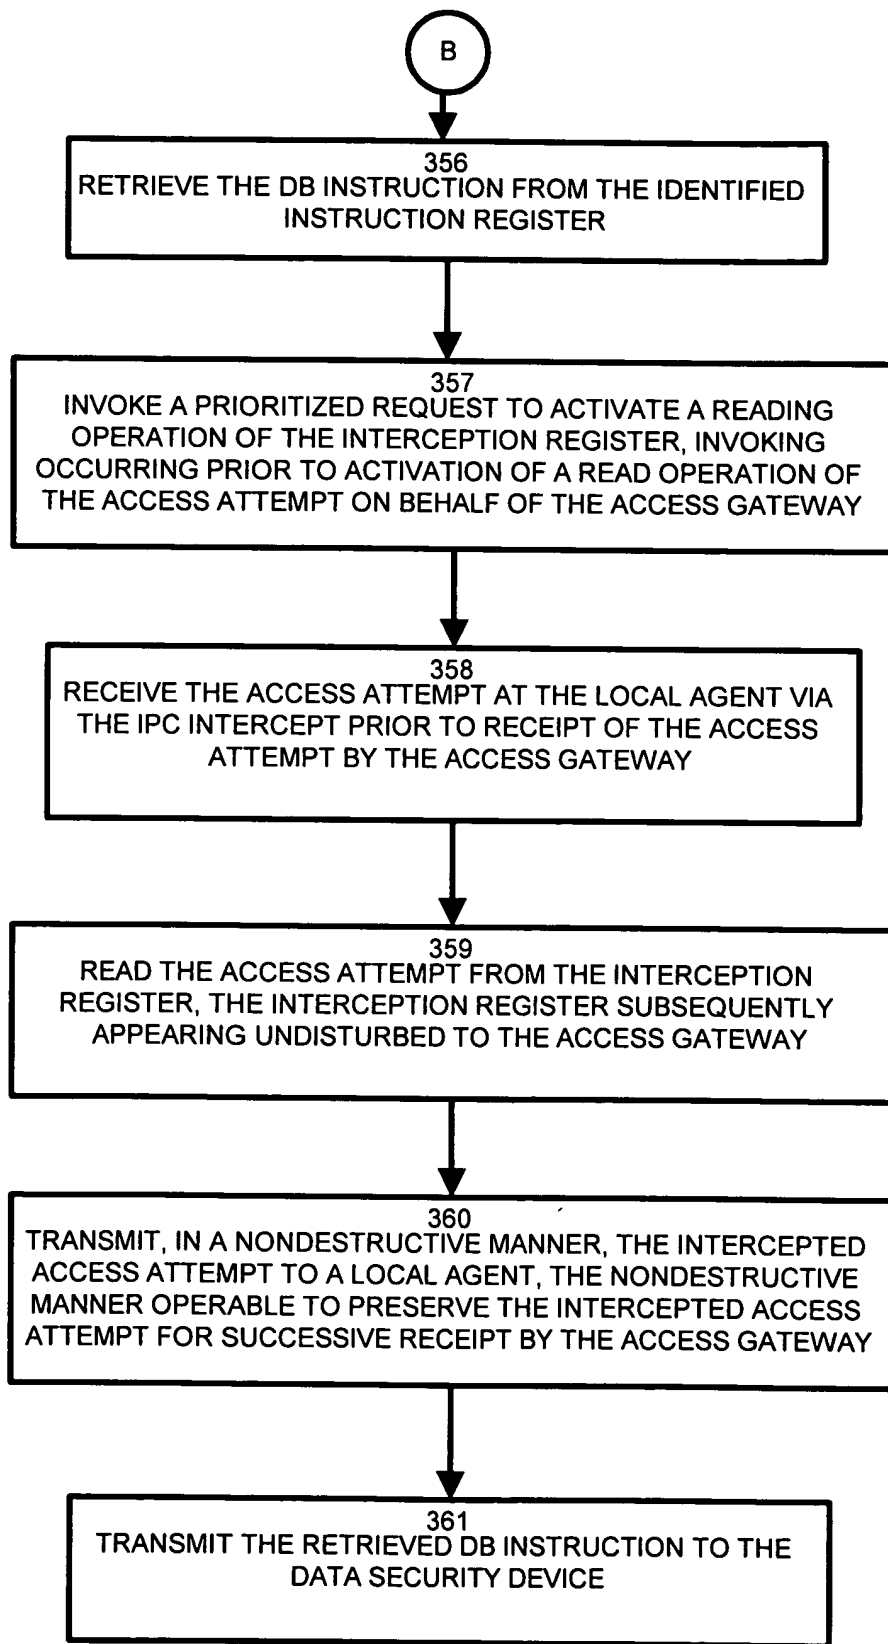 B
356
RETRIEVE THE DB INSTRUCTION FROM THE IDENTIFIED
INSTRUCTION REGISTER
357
INVOKE A PRIORITIZED REQUEST TO ACTIVATE A READING
OPERATION OF THE INTERCEPTION REGISTER, INVOKING
OCCURRING PRIOR TO ACTIVATION OF A READ OPERATION OF
THE ACCESS ATTEMPT ON BEHALF OF THE ACCESS GATEWAY
358
RECEIVE THE ACCESS ATTEMPT AT THE LOCAL AGENT VIA
THE IPC INTERCEPT PRIOR TO RECEIPT OF THE ACCESS
ATTEMPT BY THE ACCESS GATEWAY
359
READ THE ACCESS ATTEMPT FROM THE INTERCEPTION
REGISTER, THE INTERCEPTION REGISTER SUBSEQUENTLY
APPEARING UNDISTURBED TO THE ACCESS GATEWAY
360
TRANSMIT, IN A NONDESTRUCTIVE MANNER, THE INTERCEPTED
ACCESS ATTEMPT TO A LOCAL AGENT, THE NONDESTRUCTIVE
MANNER OPERABLE TO PRESERVE THE INTERCEPTED ACCESS
ATTEMPT FOR SUCCESSIVE RECEIPT BY THE ACCESS GATEWAY
361
TRANSMIT THE RETRIEVED DB INSTRUCTION TO THE
DATA SECURITY DEVICE